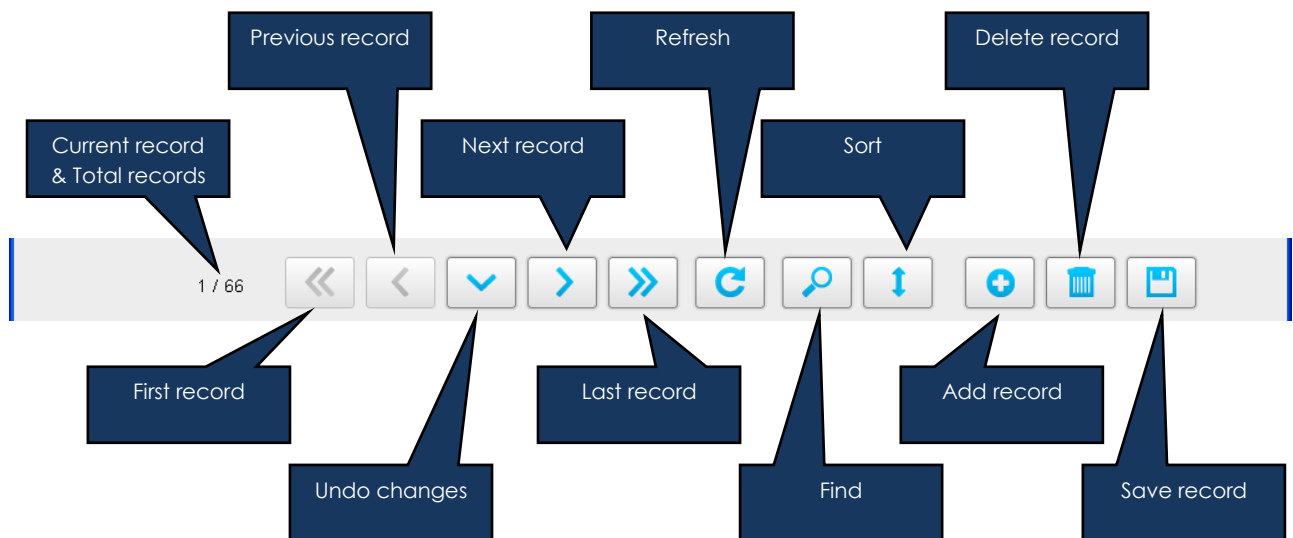 Previous record
Refresh
Delete record
Current record
& Total records
Next record
Sort
1 / 66
First record
Last record
Add record
Undo changes
Find
Save record